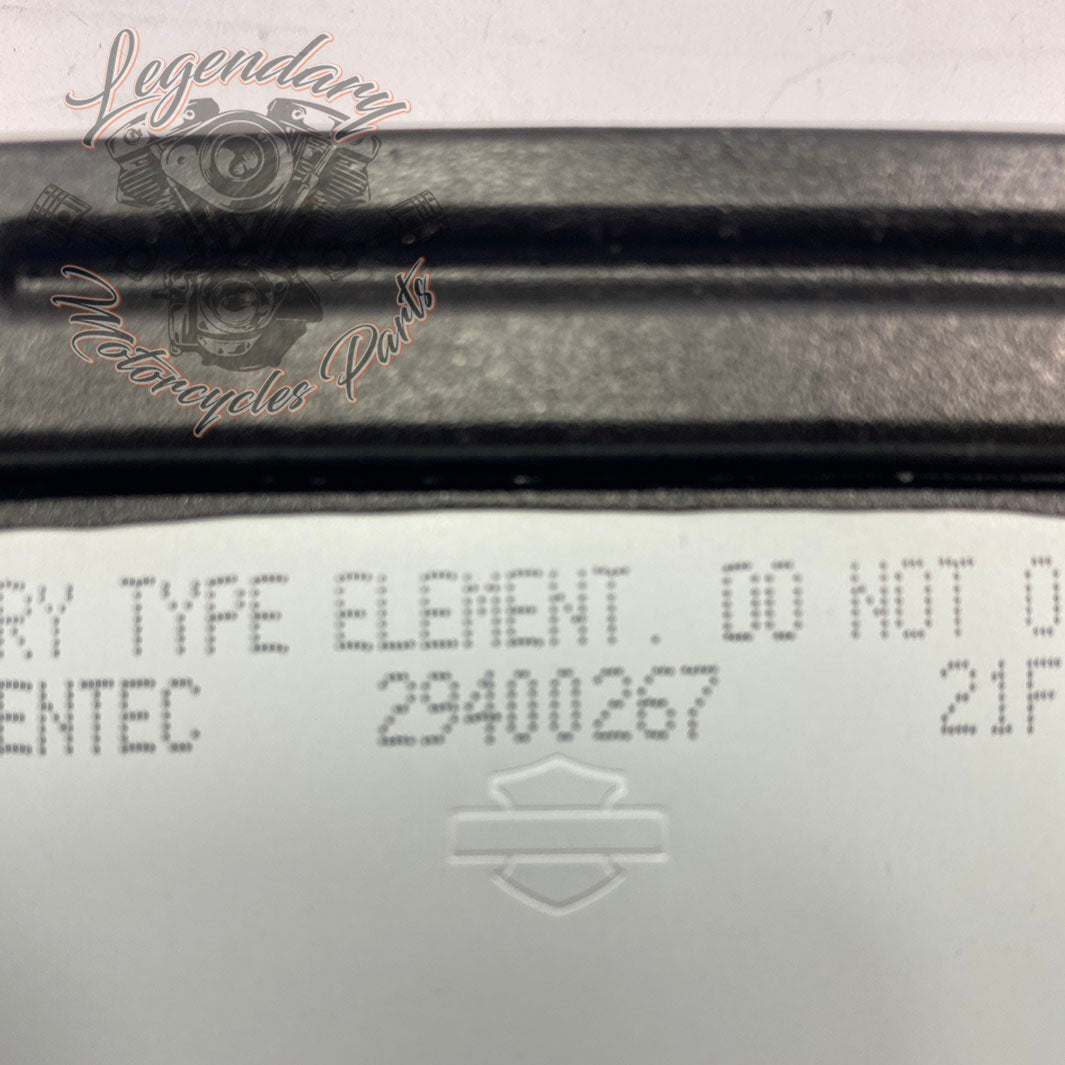 Legendary
Motorcycles Parts
RY TYPE ELEMENT. DO NOT O
ENTEC 29400267 21F